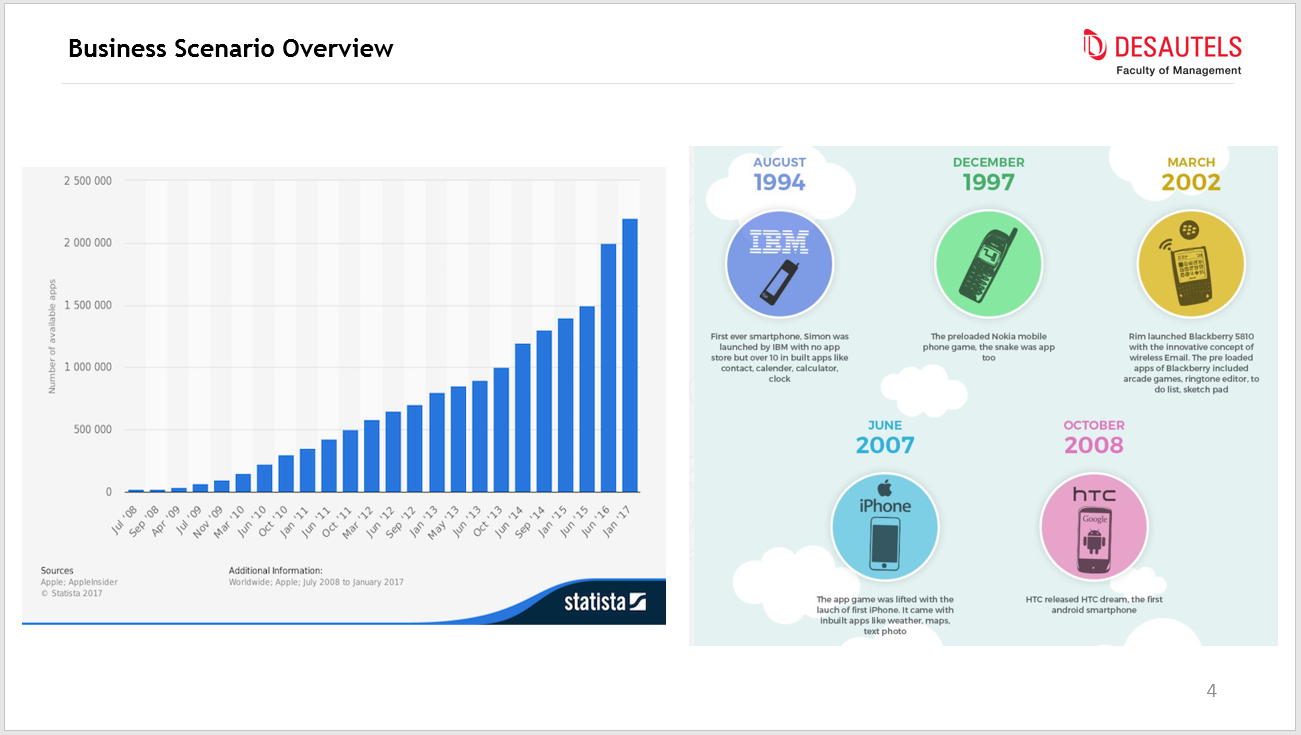 Business Scenario Overview
DESAUTELS
Faculty of Management
2 500 000
2 000 000
1 500 000
1 000 000
500 000
0
Number of available apps
Jul '08
Sep '08
Apr '09
Jul '09
Nov '09
Mar '10
Jun '10
Oct '10
Jan '11
Jun '11
Oct '11
Mar '12
Jun '12
Sep '12
Jan '13
May '13
Jun '13
Oct '13
Jun '14
Sep '14
Jan '15
Jun '15
Jun '16
Jan '17
Sources
Apple; AppleInsider
© Statista 2017
Additional Information:
Worldwide; Apple; July 2008 to January 2017
statista
AUGUST
1994
IBM
First ever smartphone, Simon was
launched by IBM with no app
store but over 10 in built apps like
contact, calender, calculator,
clock
DECEMBER
1997
The preloaded Nokia mobile
phone game, the snake was app
too
MARCH
2002
Rim launched Blackberry 5810
with the innovative concept of
wireless Email. The pre loaded
apps of Blackberry included
arcade games, ringtone editor, to
do list, sketch pad
JUNE
2007
iPhone
The app game was lifted with the
lauch of first iPhone. It came with
inbuilt apps like weather, maps,
text photo
OCTOBER
2008
hTC
Google
HTC released HTC dream, the first
android smartphone
4